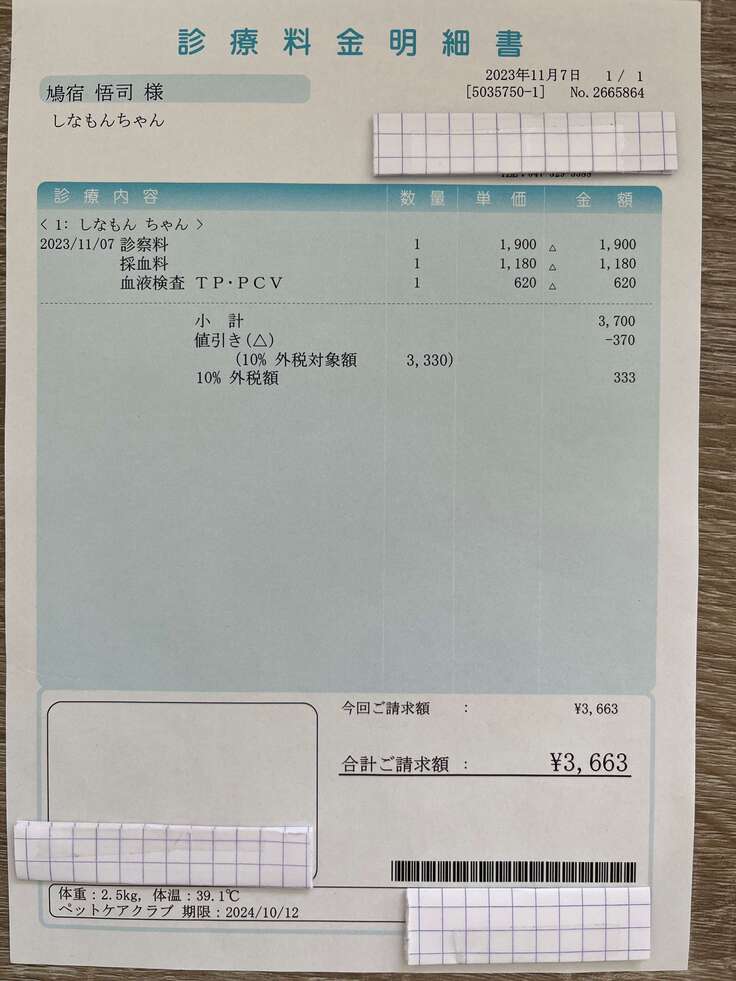 診療料金明細書
2023年11月7日 1 / 1
鳩宿 悟司 様 [5035750-1] No.2665864
しなもんちゃん
診療内容 数量 単価 金額
< 1: しなもん ちゃん >
2023/11/07 診察料 1 1,900 △ 1,900
採血料 1 1,180 △ 1,180
血液検査 TP・PCV 1 620 △ 620
小 計 3,700
値引き(△) -370
(10% 外税対象額 3,330)
10% 外税額 333
今回ご請求額 : ¥3,663
合計ご請求額 : ¥3,663
体重:2.5kg, 体温:39.1℃
ペットケアクラブ 期限:2024/10/12